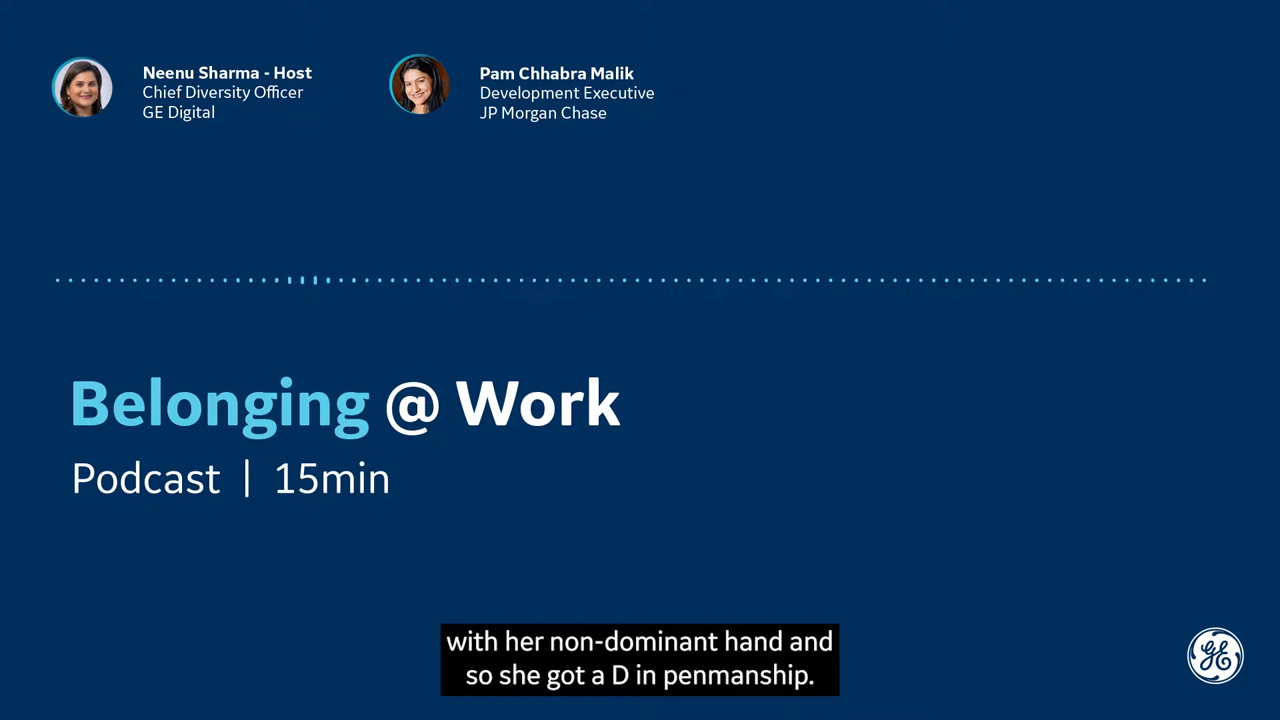 Neenu Sharma - Host
Chief Diversity Officer
GE Digital
Pam Chhabra Malik
Development Executive
JP Morgan Chase
Belonging @ Work
Podcast | 15min
with her non-dominant hand and
so she got a D in penmanship.
GE